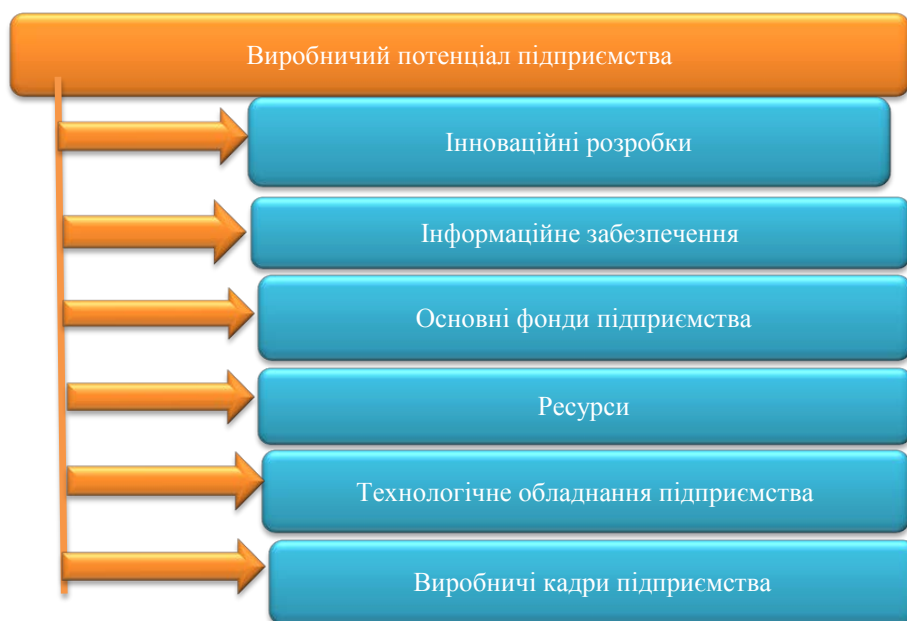 Виробничий потенціал підприємства
Інноваційні розробки
Інформаційне забезпечення
Основні фонди підприємства
Ресурси
Технологічне обладнання підприємства
Виробничі кадри підприємства